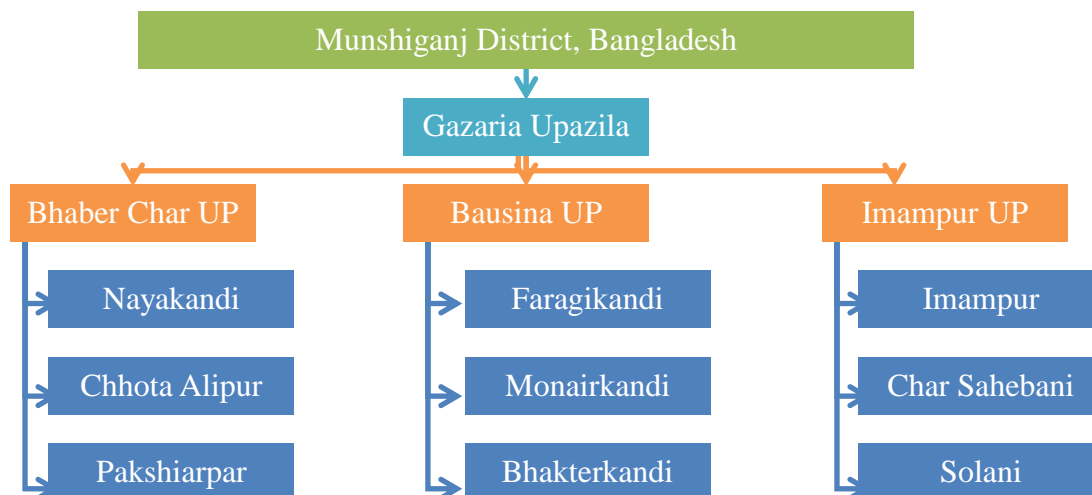 Munshiganj District, Bangladesh
Gazaria Upazila
Bhaber Char UP
Bausina UP
Imampur UP
Nayakandi
Faragikandi
Imampur
Chhota Alipur
Monairkandi
Char Sahebani
Pakshiarpar
Bhakterkandi
Solani